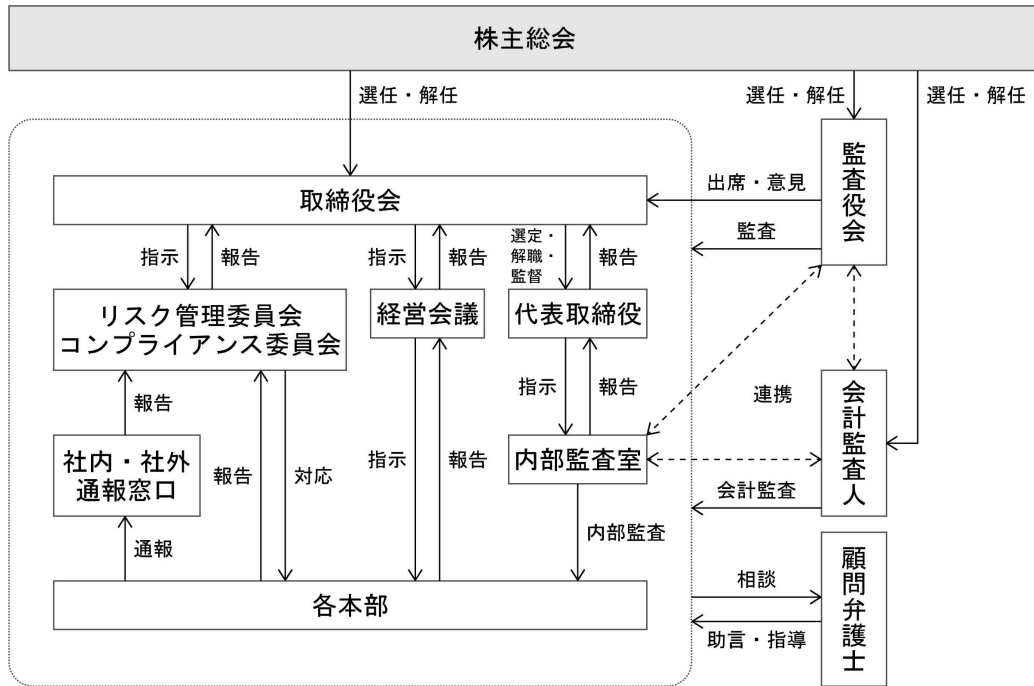 株主総会
選任・解任
選任・解任
選任・解任
監査役会
取締役会
出席・意見
監査
指示
報告
指示
報告
選定・
解職・
監督
報告
リスク管理委員会
コンプライアンス委員会
経営会議
代表取締役
指示
報告
連携
会計監査人
報告
社内・社外
通報窓口
報告
対応
指示
報告
内部監査室
会計監査
通報
内部監査
各本部
相談
助言・指導
顧問弁護士